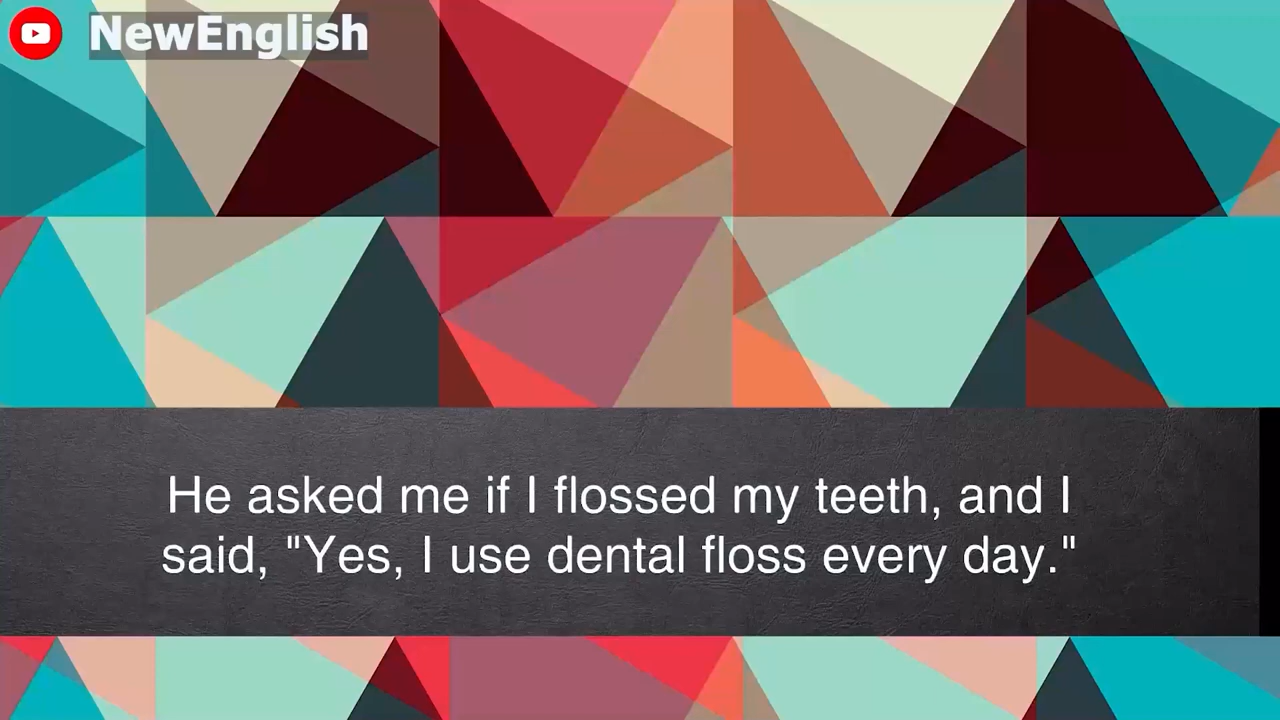 NewEnglish
He asked me if I flossed my teeth, and I
said, "Yes, I use dental floss every day."